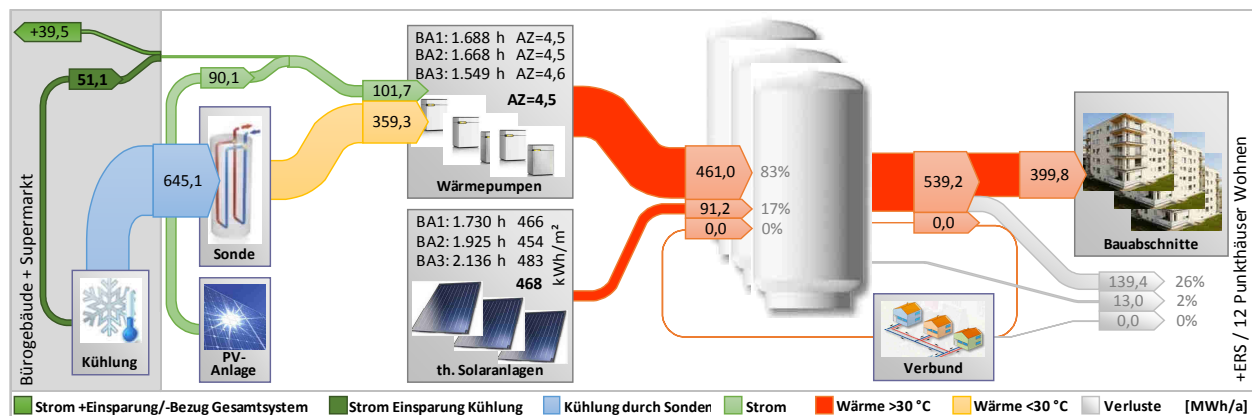 Bürogebäude + Supermarkt
+39,5
51,1
90,1
645,1
Kühlung
Sonde
PV-
Anlage
101,7
359,3
BA1: 1.688 h AZ=4,5
BA2: 1.668 h AZ=4,5
BA3: 1.549 h AZ=4,6
AZ=4,5
Wärmepumpen
BA1: 1.730 h 466
BA2: 1.925 h 454
BA3: 2.136 h 483
468
kWh/m²
th. Solaranlagen
461,0 83%
91,2 17%
0,0 0%
539,2
0,0
399,8
Bauabschnitte
139,4 26%
13,0 2%
0,0 0%
Verbund
+ERS / 12 Punkthäuser Wohnen
Strom +Einsparung/-Bezug Gesamtsystem
Strom Einsparung Kühlung
Kühlung durch Sonden
Strom
Wärme >30 °C
Wärme <30 °C
Verluste
[MWh/a]